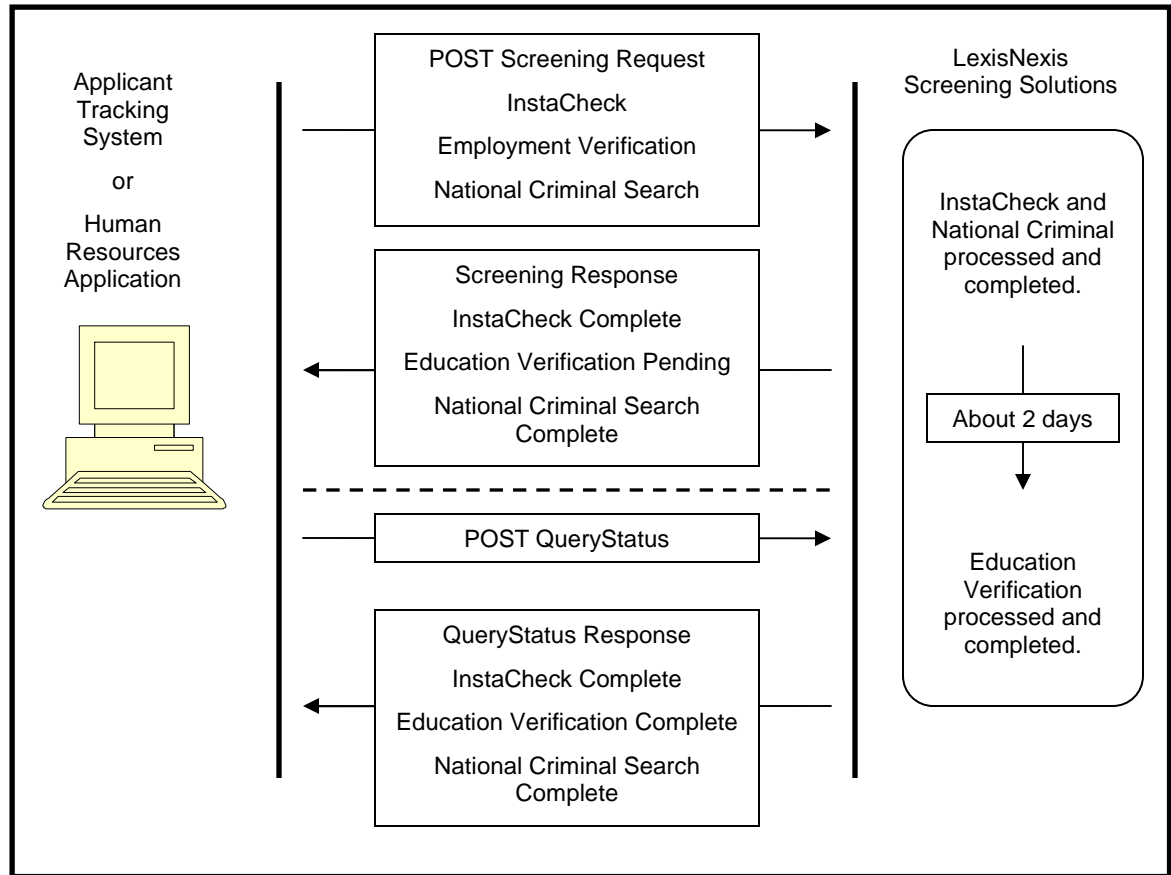 Applicant
Tracking
System
or
Human
Resources
Application
POST Screening Request
InstaCheck
Employment Verification
National Criminal Search
Screening Response
InstaCheck Complete
Education Verification Pending
National Criminal Search
Complete
POST QueryStatus
QueryStatus Response
InstaCheck Complete
Education Verification Complete
National Criminal Search
Complete
LexisNexis
Screening Solutions
InstaCheck and
National Criminal
processed and
completed.
About 2 days
Education
Verification
processed and
completed.